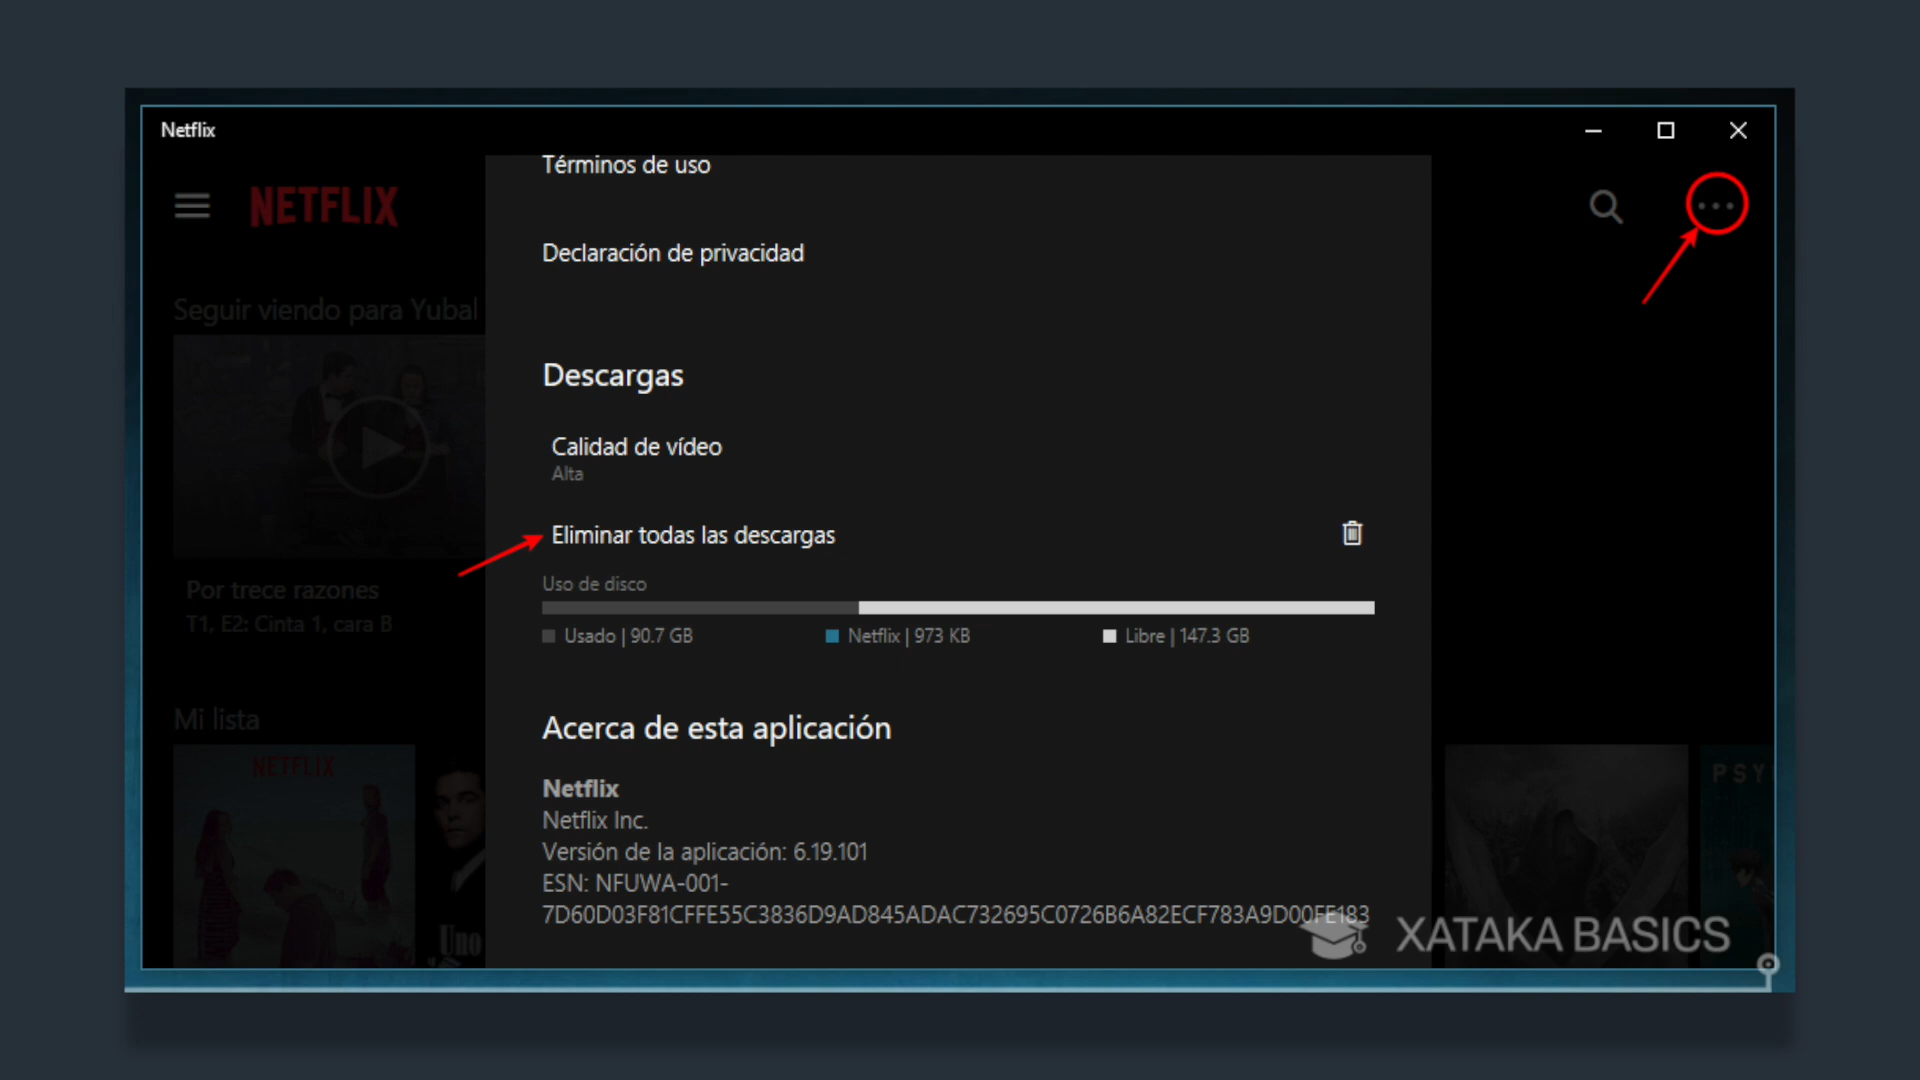 Netflix
Términos de uso
NETFLIX
Declaración de privacidad
Seguir viendo para Yubal
Descargas
Calidad de vídeo
Alta
Eliminar todas las descargas
Uso de disco
Por trece razones
T1, E2: Cinta 1, cara B
Usado | 90.7 GB
Netflix | 973 KB
Libre | 147.3 GB
Mi lista
Acerca de esta aplicación
NETFLIX
PSY
Netflix
Netflix Inc.
Versión de la aplicación: 6.19.101
ESN: NFUWA-001-
7D60D03F81CFFE55C3836D9AD845ADAC732695C0726B6A82ECF783A9D00FE183
Uno
XATAKA BASICS